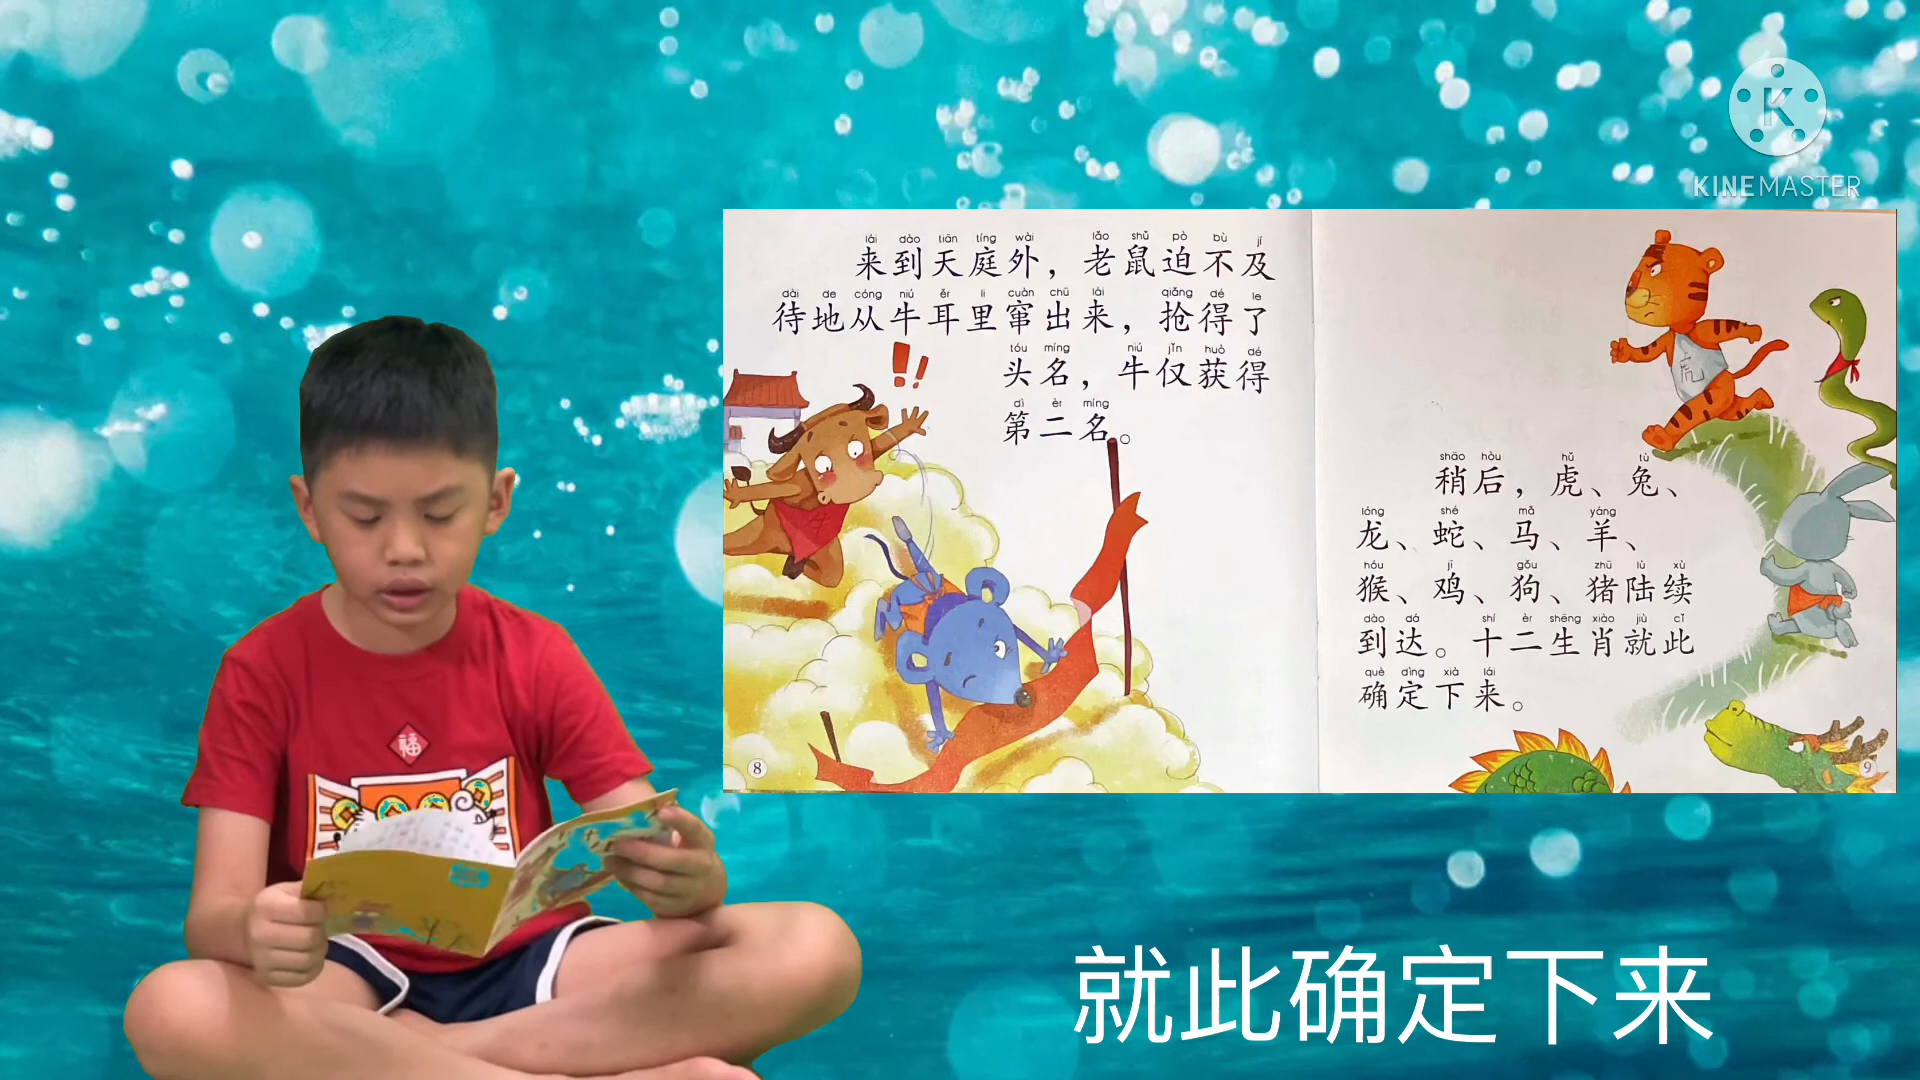 KINEMASTER
lái dào tiān tíng wài lǎo shǔ pò bù jí
来到天庭外，老鼠迫不及
dài de cóng niú ěr li cuàn chū lái qiǎng dé le
待地从牛耳里窜出来，抢得了
tóu míng niú jǐn huò dé
头名，牛仅获得
dì èr míng
第二名。
!!
8
虎
shāo hòu hǔ tù
稍后，虎、兔、
lóng shé mǎ yáng
龙、蛇、马、羊、
hóu jī gǒu zhū lù xù
猴、鸡、狗、猪陆续
dào dá shí èr shēng xiào jiù cǐ
到达。十二生肖就此
què dìng xià lái
确定下来。
9
福
就此确定下来